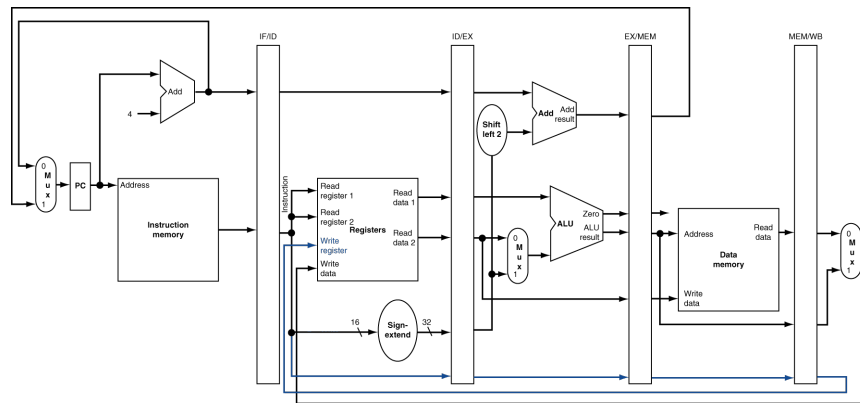 IF/ID
ID/EX
EX/MEM
MEM/WB
Add
4
Add
Add
result
Shift
left 2
0
M
u
x
1
PC
Address
Instruction
memory
Instruction
Read
register 1
Read
register 2
Write
register
Write
data
Registers
Read
data 1
Read
data 2
0
M
u
x
1
Zero
ALU
ALU
result
Address
Read
data
Data
memory
Write
data
0
M
u
x
1
16
Sign-
extend
32